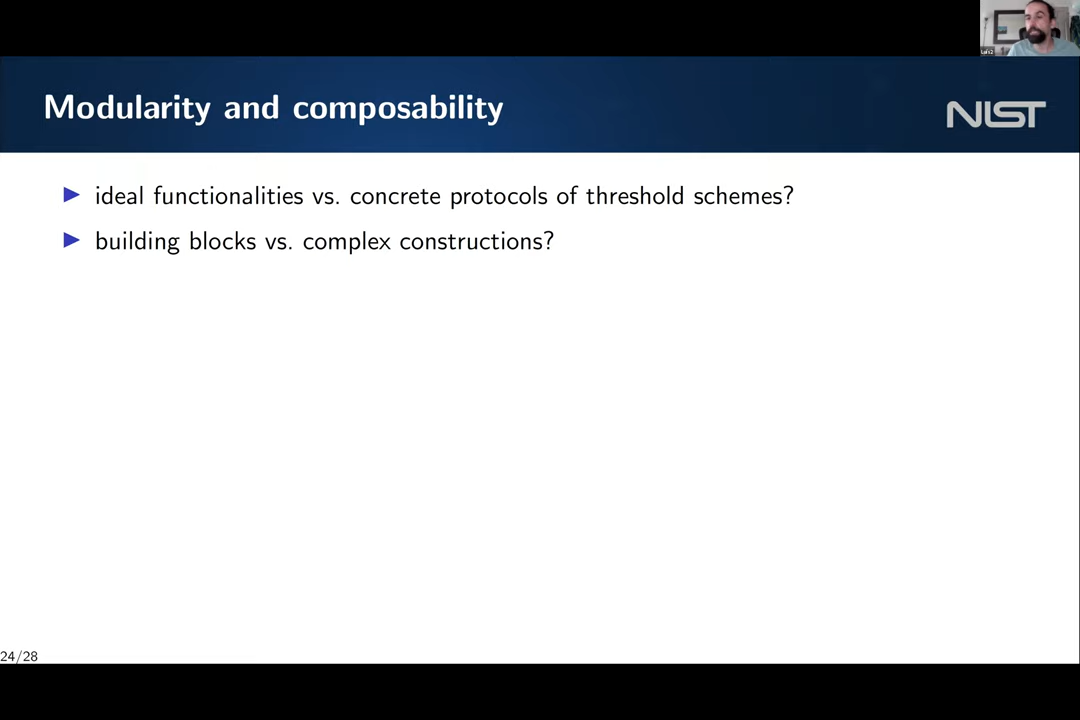 Modularity and composability
NIST
▶ ideal functionalities vs. concrete protocols of threshold schemes?
▶ building blocks vs. complex constructions?
24/28